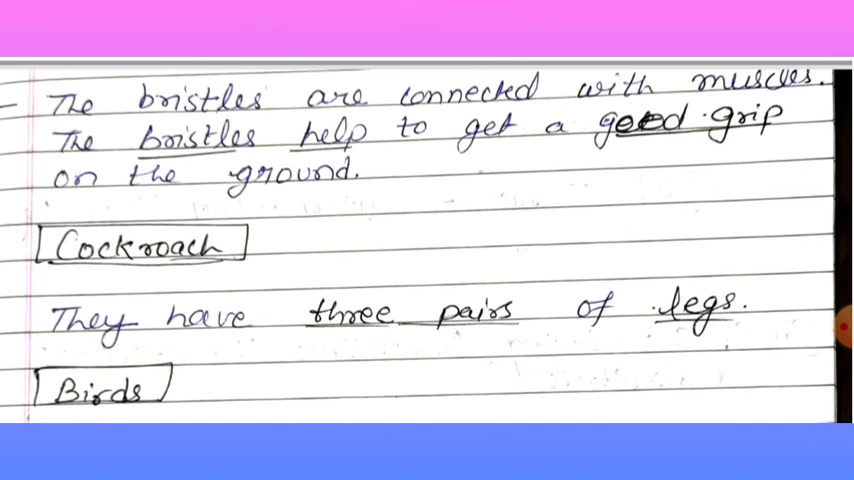 The bristles are connected with muscles.
The bristles help to get a good grip
on the ground.
Cockroach
They have three pairs of legs.
Birds